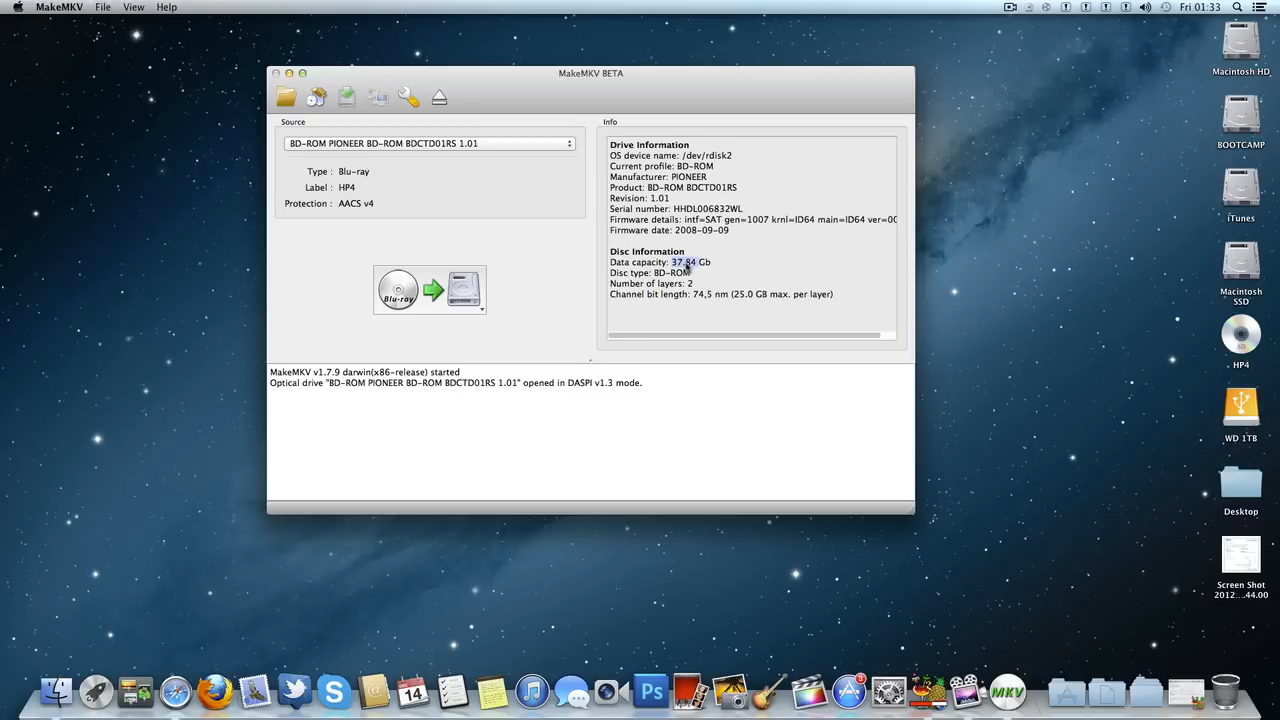 MakeMKV File View Help
Fri 01:33
MakeMKV BETA
Source
BD-ROM PIONEER BD-ROM BDCTD01RS 1.01
Type : Blu-ray
Label : HP4
Protection : AACS v4
Blu-ray
Info
Drive Information
OS device name: /dev/rdisk2
Current profile: BD-ROM
Manufacturer: PIONEER
Product: BD-ROM BDCTD01RS
Revision: 1.01
Serial number: HHDL006832WL
Firmware details: intf=SAT gen=1007 krnl=ID64 main=ID64 ver=00
Firmware date: 2008-09-09
Disc Information
Data capacity: 37.84 Gb
Disc type: BD-ROM
Number of layers: 2
Channel bit length: 74,5 nm (25.0 GB max. per layer)
MakeMKV v1.7.9 darwin(x86-release) started
Optical drive "BD-ROM PIONEER BD-ROM BDCTD01RS 1.01" opened in DASPI v1.3 mode.
Macintosh HD
BOOTCAMP
iTunes
Macintosh
SSD
HP4
WD 1TB
Desktop
Screen Shot
2012....44.00
14
Ps
3
MKV